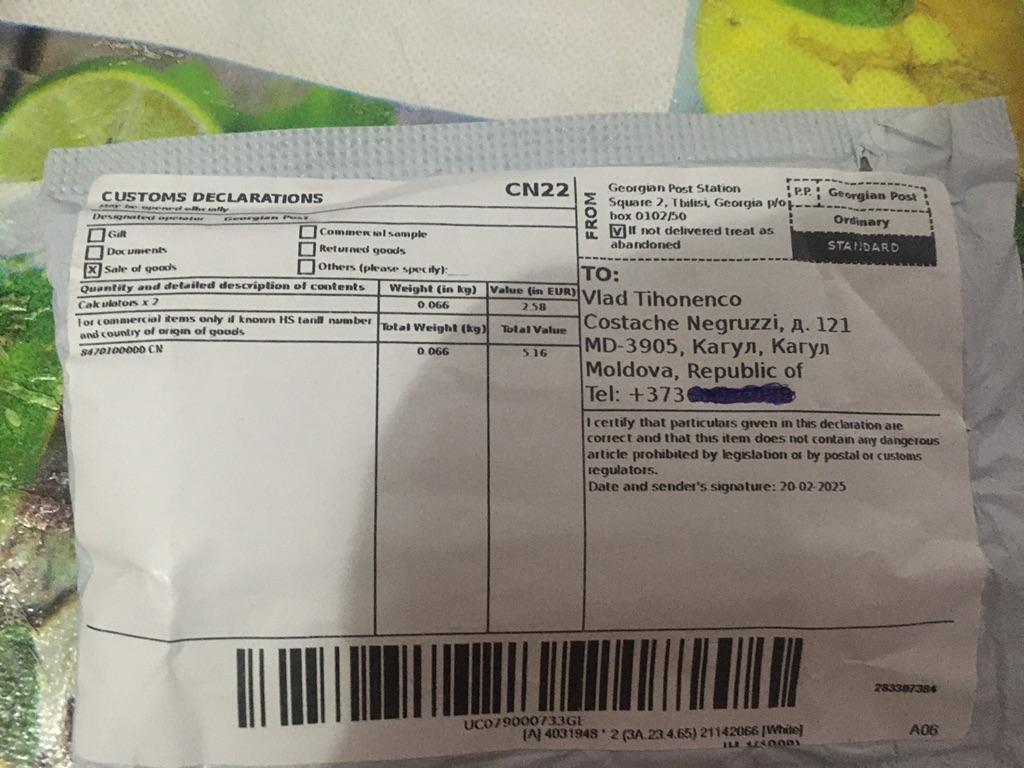 CUSTOMS DECLARATIONS
CN22
May be opened officially
Designated operator Georgian Post
Gift
Commercial sample
Documents
Returned goods
X Sale of goods
Others (please specify):___
Quantity and detailed description of contents
Weight (in kg)
Value (in EUR)
Calculators x 2
0.066
2.58
For commercial items only if known HS tariff number
and country of origin of goods
Total Weight (kg)
Total Value
8470100000 CN
0.066
5.16
FROM
Georgian Post Station
Square 2, Tbilisi, Georgia p/o
box 0102/50
V If not delivered treat as
abandoned
P.P.
Georgian Post
Ordinary
STANDARD
TO:
Vlad Tihonenco
Costache Negruzzi, д. 121
MD-3905, Кагул, Кагул
Moldova, Republic of
Tel: +373
I certify that particulars given in this declaration are
correct and that this item does not contain any dangerous
article prohibited by legislation or by postal or customs
regulators.
Date and sender's signature: 20-02-2025
283307384
UC079000733GE
[A] 4031948 * 2 (3A.23.4.65) 21142066 [White]
A06